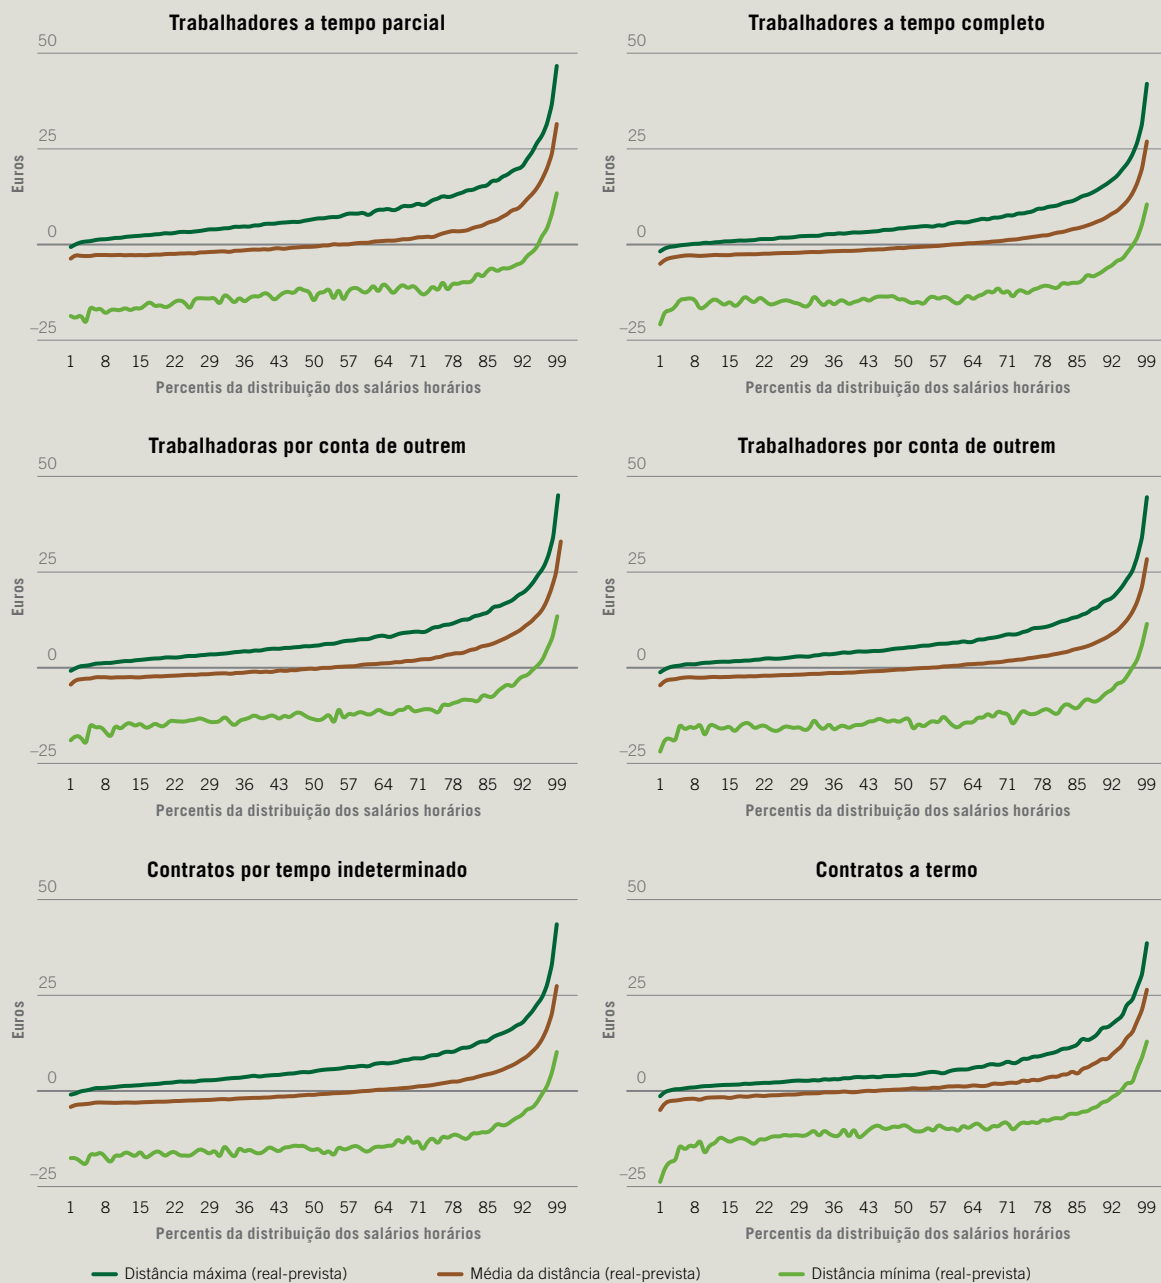 Trabalhadores a tempo parcial
50
25
0
−25
Euros
1 8 15 22 29 36 43 50 57 64 71 78 85 92 99
Percentis da distribuição dos salários horários
Trabalhadores a tempo completo
50
25
0
−25
Euros
1 8 15 22 29 36 43 50 57 64 71 78 85 92 99
Percentis da distribuição dos salários horários
Trabalhadoras por conta de outrem
50
25
0
−25
Euros
1 8 15 22 29 36 43 50 57 64 71 78 85 92 99
Percentis da distribuição dos salários horários
Trabalhadores por conta de outrem
50
25
0
−25
Euros
1 8 15 22 29 36 43 50 57 64 71 78 85 92 99
Percentis da distribuição dos salários horários
Contratos por tempo indeterminado
50
25
0
−25
Euros
1 8 15 22 29 36 43 50 57 64 71 78 85 92 99
Percentis da distribuição dos salários horários
Contratos a termo
50
25
0
−25
Euros
1 8 15 22 29 36 43 50 57 64 71 78 85 92 99
Percentis da distribuição dos salários horários
Distância máxima (real-prevista) Média da distância (real-prevista) Distância mínima (real-prevista)